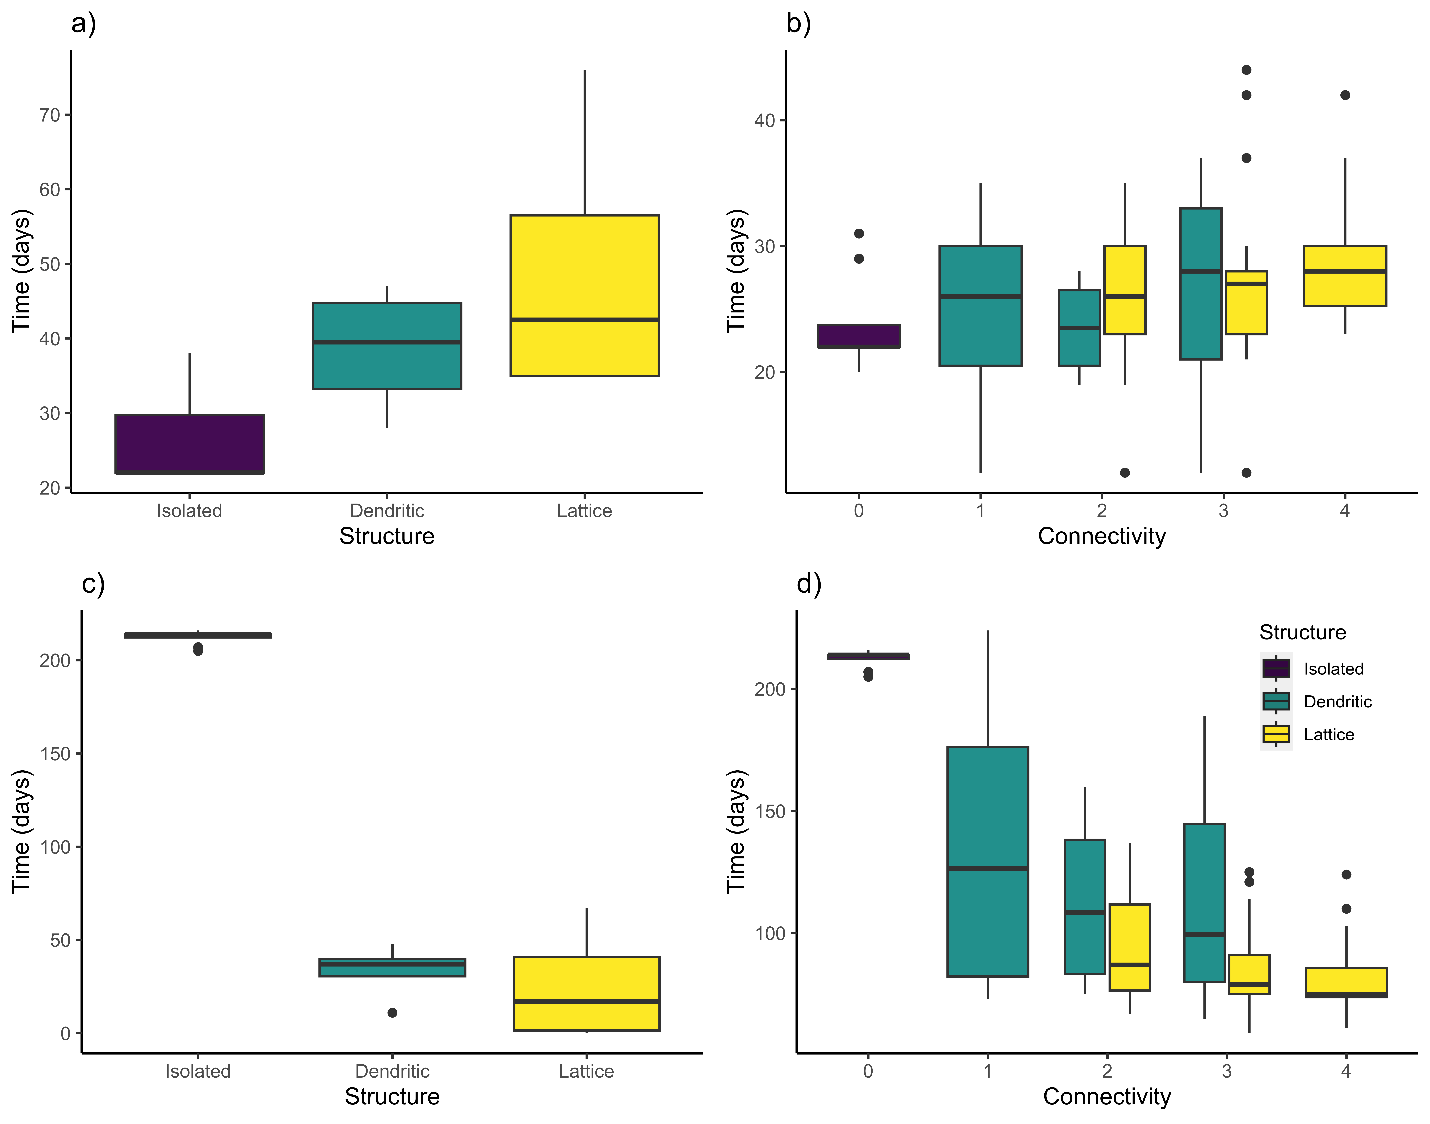 a)
Time (days)
70
60
50
40
30
20
Isolated Dendritic Lattice
Structure
b)
Time (days)
40
30
20
0 1 2 3 4
Connectivity
c)
Time (days)
200
150
100
50
0
Isolated Dendritic Lattice
Structure
d)
Time (days)
200
150
100
0 1 2 3 4
Connectivity
Structure
Isolated
Dendritic
Lattice